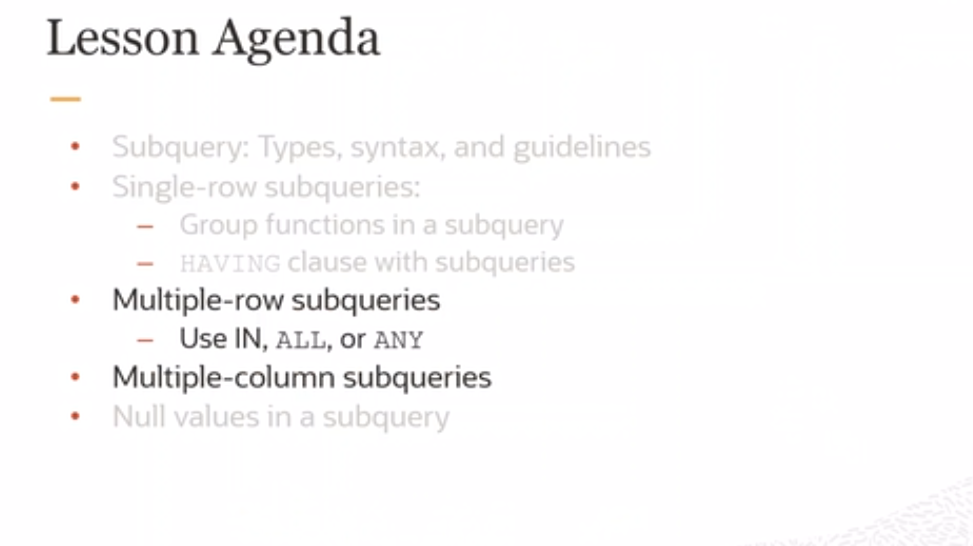 Lesson Agenda
• Subquery: Types, syntax, and guidelines
• Single-row subqueries:
– Group functions in a subquery
– HAVING clause with subqueries
• Multiple-row subqueries
– Use IN, ALL, or ANY
• Multiple-column subqueries
• Null values in a subquery